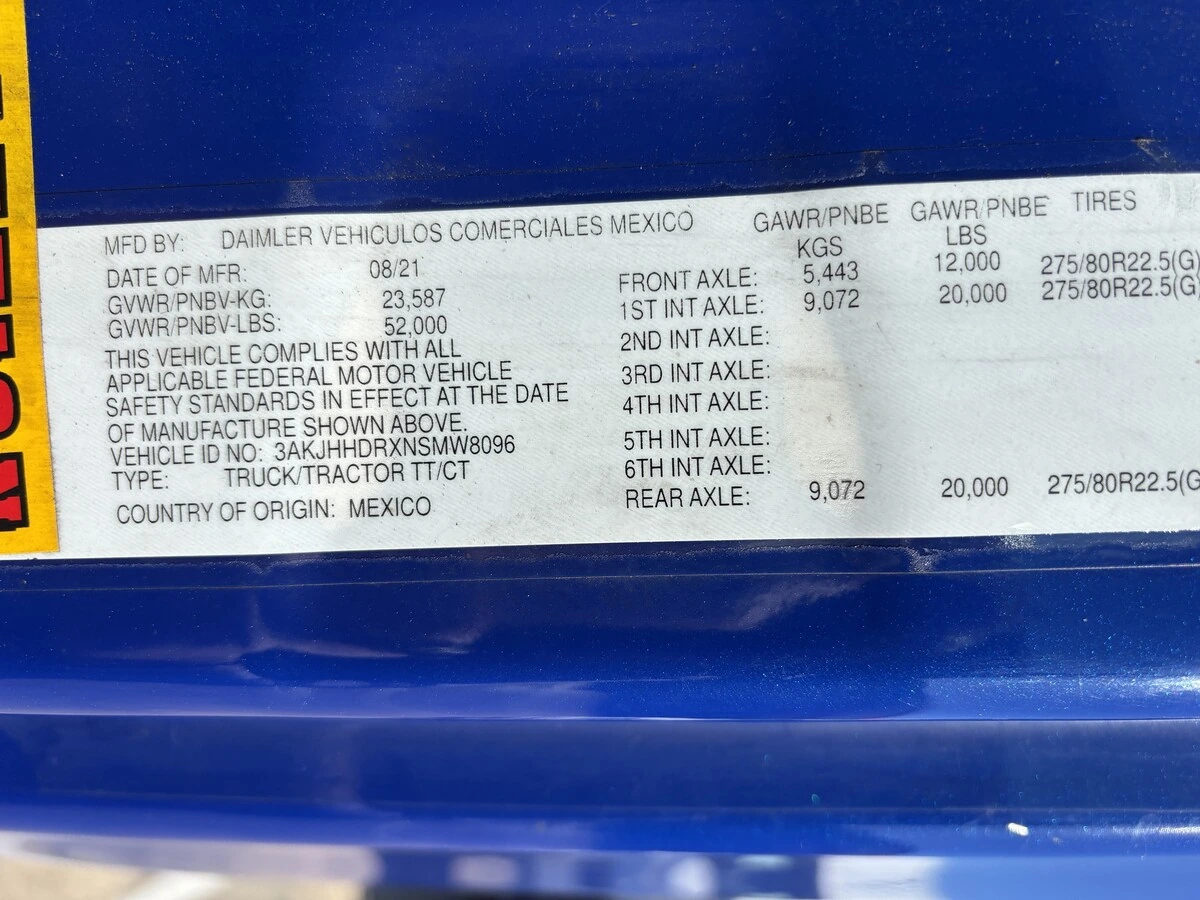 MFD BY: DAIMLER VEHICULOS COMERCIALES MEXICO
DATE OF MFR: 08/21
GVWR/PNBV-KG: 23,587
GVWR/PNBV-LBS: 52,000
THIS VEHICLE COMPLIES WITH ALL
APPLICABLE FEDERAL MOTOR VEHICLE
SAFETY STANDARDS IN EFFECT AT THE DATE
OF MANUFACTURE SHOWN ABOVE.
VEHICLE ID NO: 3AKJHHDRXNSMW8096
TYPE: TRUCK/TRACTOR TT/CT
COUNTRY OF ORIGIN: MEXICO
GAWR/PNBE KGS GAWR/PNBE LBS TIRES
FRONT AXLE: 5,443 12,000 275/80R22.5(G)
1ST INT AXLE: 9,072 20,000 275/80R22.5(G)
2ND INT AXLE:
3RD INT AXLE:
4TH INT AXLE:
5TH INT AXLE:
6TH INT AXLE:
REAR AXLE: 9,072 20,000 275/80R22.5(G